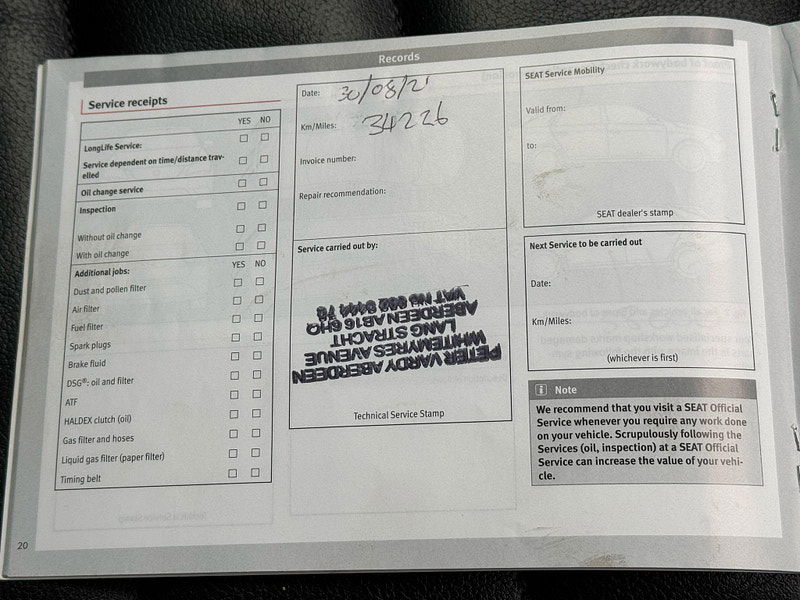 Records
Service receipts
YES NO
LongLife Service:
Service dependent on time/distance trav-
elled
Oil change service
Inspection
Without oil change
With oil change
Additional jobs:
YES NO
Dust and pollen filter
Air filter
Fuel filter
Spark plugs
Brake fluid
DSG®: oil and filter
ATF
HALDEX clutch (oil)
Gas filter and hoses
Liquid gas filter (paper filter)
Timing belt
Date: 30/08/21
Km/Miles: 34226
Invoice number:
Repair recommendation:
Service carried out by:
PETER VARDY ABERDEEN
WHITEMYRES AVENUE
LANG STRACHT
ABERDEEN AB16 6HQ
VAT No 862 8444 76
Technical Service Stamp
SEAT Service Mobility
Valid from:
to:
SEAT dealer's stamp
Next Service to be carried out
Date:
Km/Miles:
(whichever is first)
i Note
We recommend that you visit a SEAT Official
Service whenever you require any work done
on your vehicle. Scrupulously following the
Services (oil, inspection) at a SEAT Official
Service can increase the value of your vehi-
cle.
20